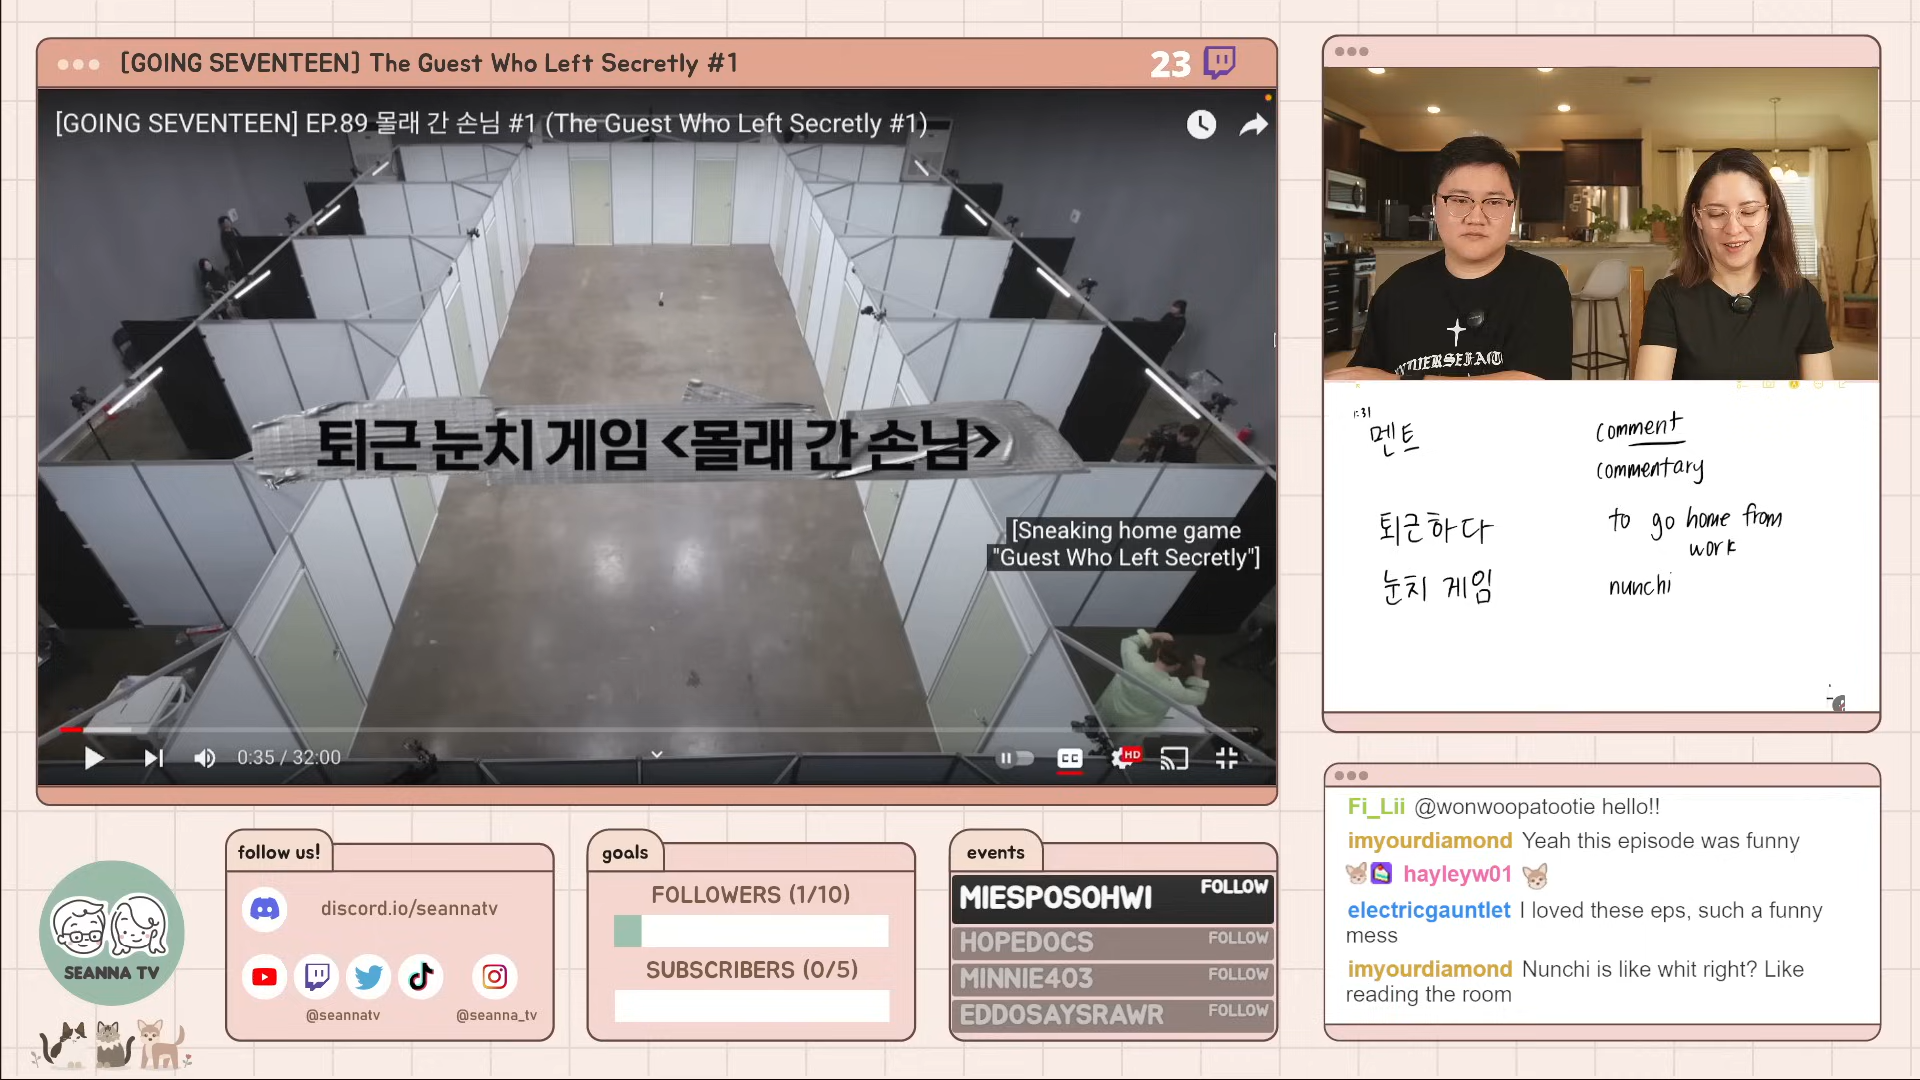 [GOING SEVENTEEN] The Guest Who Left Secretly #1
23
[GOING SEVENTEEN] EP.89 몰래 간 손님 #1 (The Guest Who Left Secretly #1)
퇴근 눈치 게임 <몰래 간 손님>
[Sneaking home game
"Guest Who Left Secretly"]
0:35 / 32:00
CC
HD
1:31
멘트
comment
commentary
퇴근하다
to go home from
work
눈치 게임
nunchi
Fi_Lii @wonwoopatootie hello!!
imyourdiamond Yeah this episode was funny
hayleyw01
electricgauntlet I loved these eps, such a funny
mess
imyourdiamond Nunchi is like whit right? Like
reading the room
SEANNA TV
follow us!
discord.io/seannatv
@seannatv
@seanna_tv
goals
FOLLOWERS (1/10)
SUBSCRIBERS (0/5)
events
MIESPOSOHWI FOLLOW
HOPEDOCS FOLLOW
MINNIE403 FOLLOW
EDDOSAYSRAWR FOLLOW